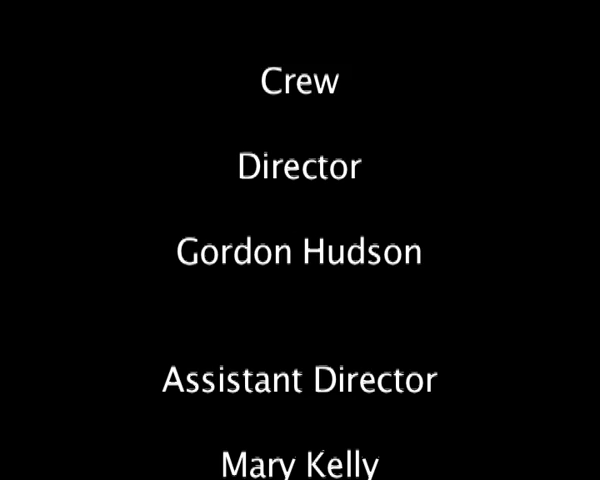 Crew
Director
Gordon Hudson
Assistant Director
Mary Kelly